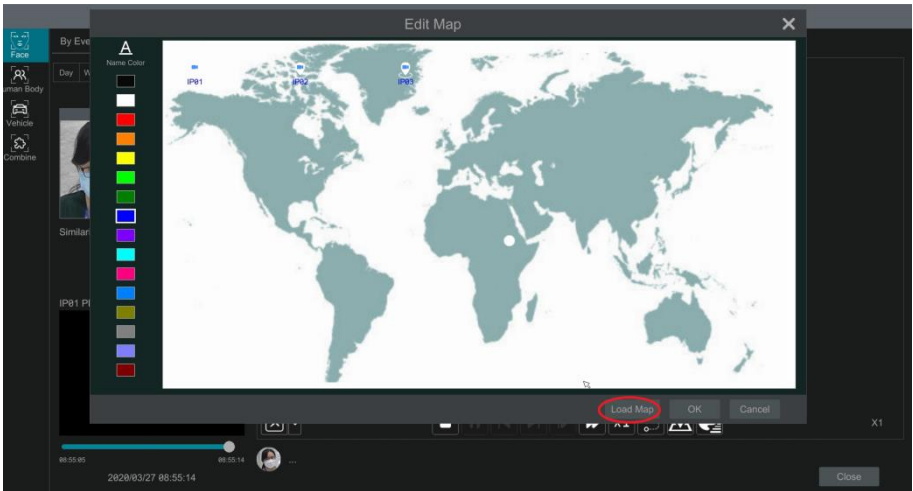 Edit Map
Face
By Eve
A
Name Color
Day W
uman Body
IP01
IP02
IP03
Vehicle
Combine
Similar
IP01 Pl
Load Map
OK
Cancel
X1
X1
08:55:05
08:55:14
...
2020/03/27 08:55:14
Close